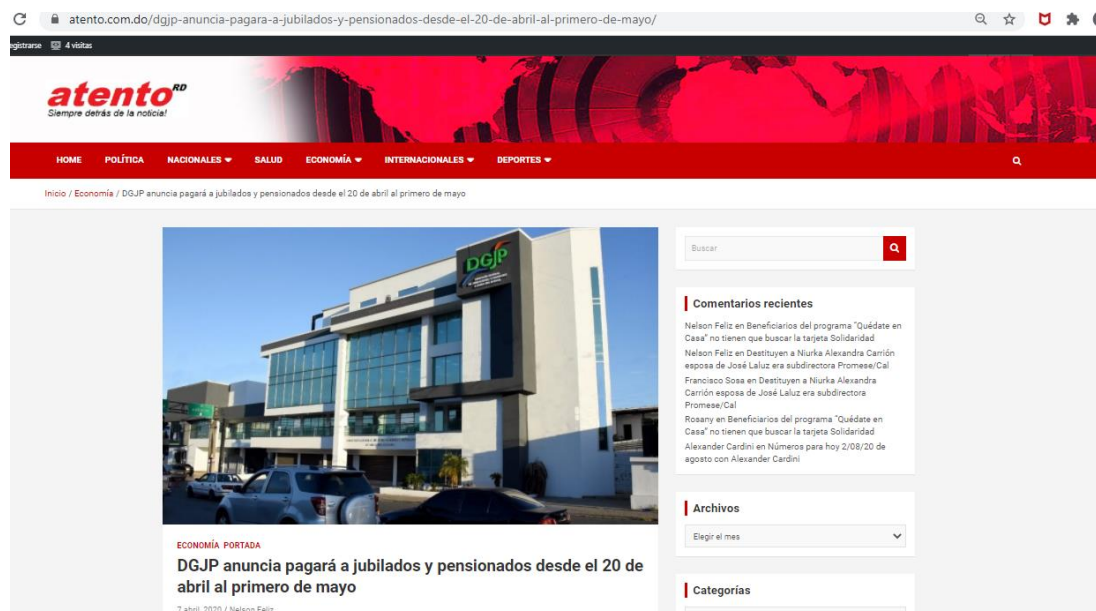 atento.com.do/dgjp-anuncia-pagara-a-jubilados-y-pensionados-desde-el-20-de-abril-al-primero-de-mayo/
egistrarse 4 visitas
atento RD
Siempre detrás de la noticia!
HOME POLÍTICA NACIONALES SALUD ECONOMÍA INTERNACIONALES DEPORTES
Inicio / Economía / DGJP anuncia pagará a jubilados y pensionados desde el 20 de abril al primero de mayo
DGJP
ECONOMÍA PORTADA
DGJP anuncia pagará a jubilados y pensionados desde el 20 de
abril al primero de mayo
7 abril, 2020 / Nelson Feliz
Buscar
Comentarios recientes
Nelson Feliz en Beneficiarios del programa "Quédate en
Casa" no tienen que buscar la tarjeta Solidaridad
Nelson Feliz en Destituyen a Niurka Alexandra Carrión
esposa de José Laluz era subdirectora Promese/Cal
Francisco Sosa en Destituyen a Niurka Alexandra
Carrión esposa de José Laluz era subdirectora
Promese/Cal
Rosany en Beneficiarios del programa "Quédate en
Casa" no tienen que buscar la tarjeta Solidaridad
Alexander Cardini en Números para hoy 2/08/20 de
agosto con Alexander Cardini
Archivos
Elegir el mes
Categorías